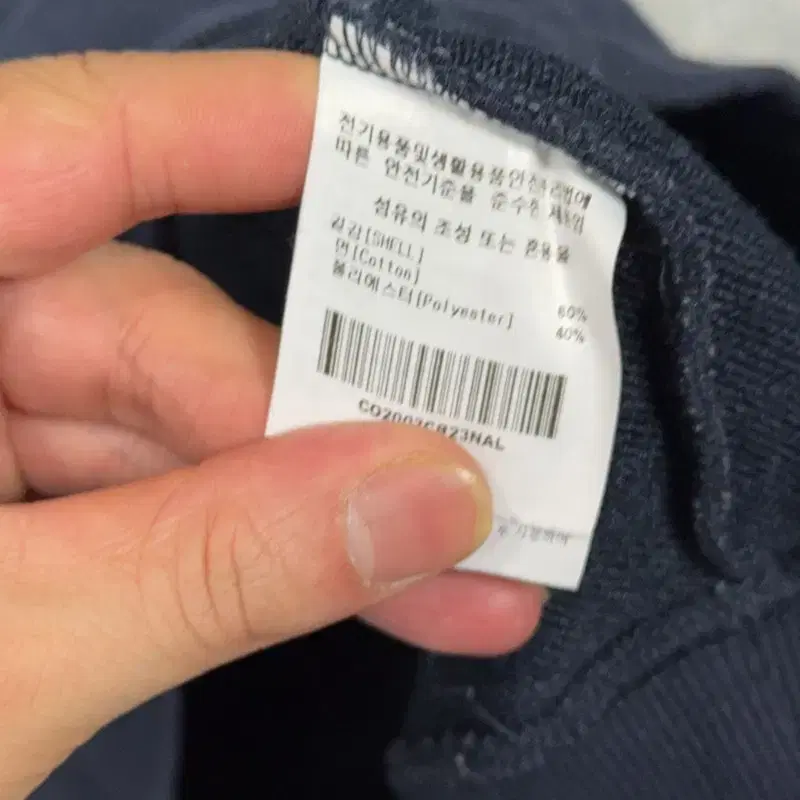 전기용품및생활용품안전관리법에
따른 안전기준을 준수한 제품임
섬유의 조성 또는 혼용율
겉감[SHELL]
면[Cotton] 60%
폴리에스터[Polyester] 40%